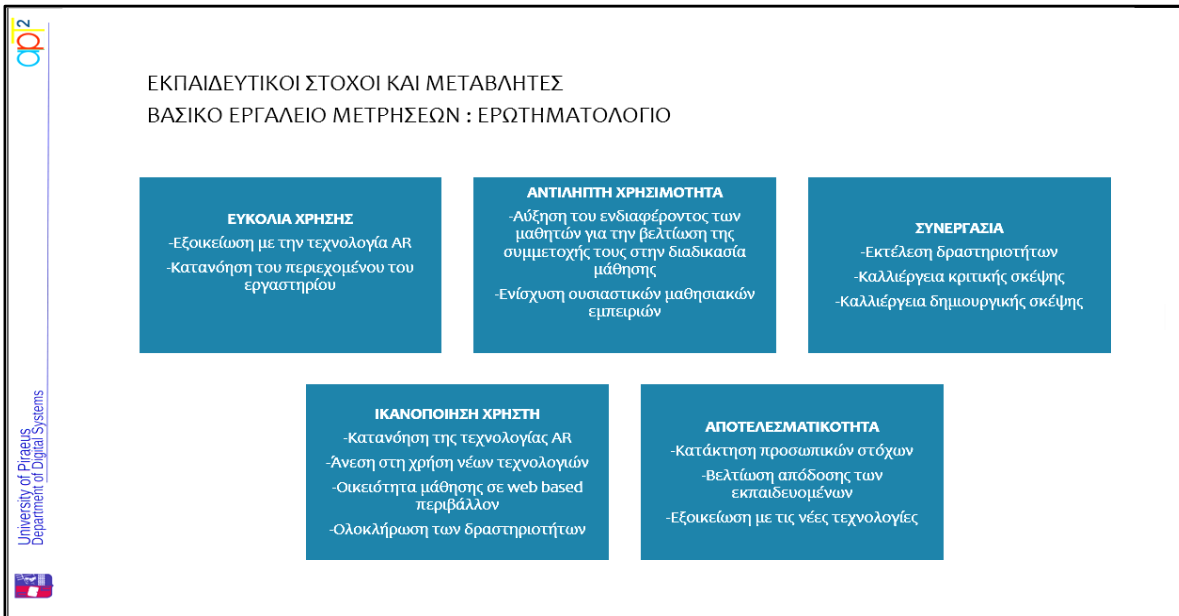 apT²
ΕΚΠΑΙΔΕΥΤΙΚΟΙ ΣΤΟΧΟΙ ΚΑΙ ΜΕΤΑΒΛΗΤΕΣ
ΒΑΣΙΚΟ ΕΡΓΑΛΕΙΟ ΜΕΤΡΗΣΕΩΝ : ΕΡΩΤΗΜΑΤΟΛΟΓΙΟ
ΕΥΚΟΛΙΑ ΧΡΗΣΗΣ
-Εξοικείωση με την τεχνολογία AR
-Κατανόηση του περιεχομένου του
εργαστηρίου
ΑΝΤΙΛΗΠΤΗ ΧΡΗΣΙΜΟΤΗΤΑ
-Αύξηση του ενδιαφέροντος των
μαθητών για την βελτίωση της
συμμετοχής τους στην διαδικασία
μάθησης
-Ενίσχυση ουσιαστικών μαθησιακών
εμπειριών
ΣΥΝΕΡΓΑΣΙΑ
-Εκτέλεση δραστηριοτήτων
-Καλλιέργεια κριτικής σκέψης
-Καλλιέργεια δημιουργικής σκέψης
ΙΚΑΝΟΠΟΙΗΣΗ ΧΡΗΣΤΗ
-Κατανόηση της τεχνολογίας AR
-Άνεση στη χρήση νέων τεχνολογιών
-Οικειότητα μάθησης σε web based
περιβάλλον
-Ολοκλήρωση των δραστηριοτήτων
ΑΠΟΤΕΛΕΣΜΑΤΙΚΟΤΗΤΑ
-Κατάκτηση προσωπικών στόχων
-Βελτίωση απόδοσης των
εκπαιδευομένων
-Εξοικείωση με τις νέες τεχνολογίες
University of Piraeus
Department of Digital Systems